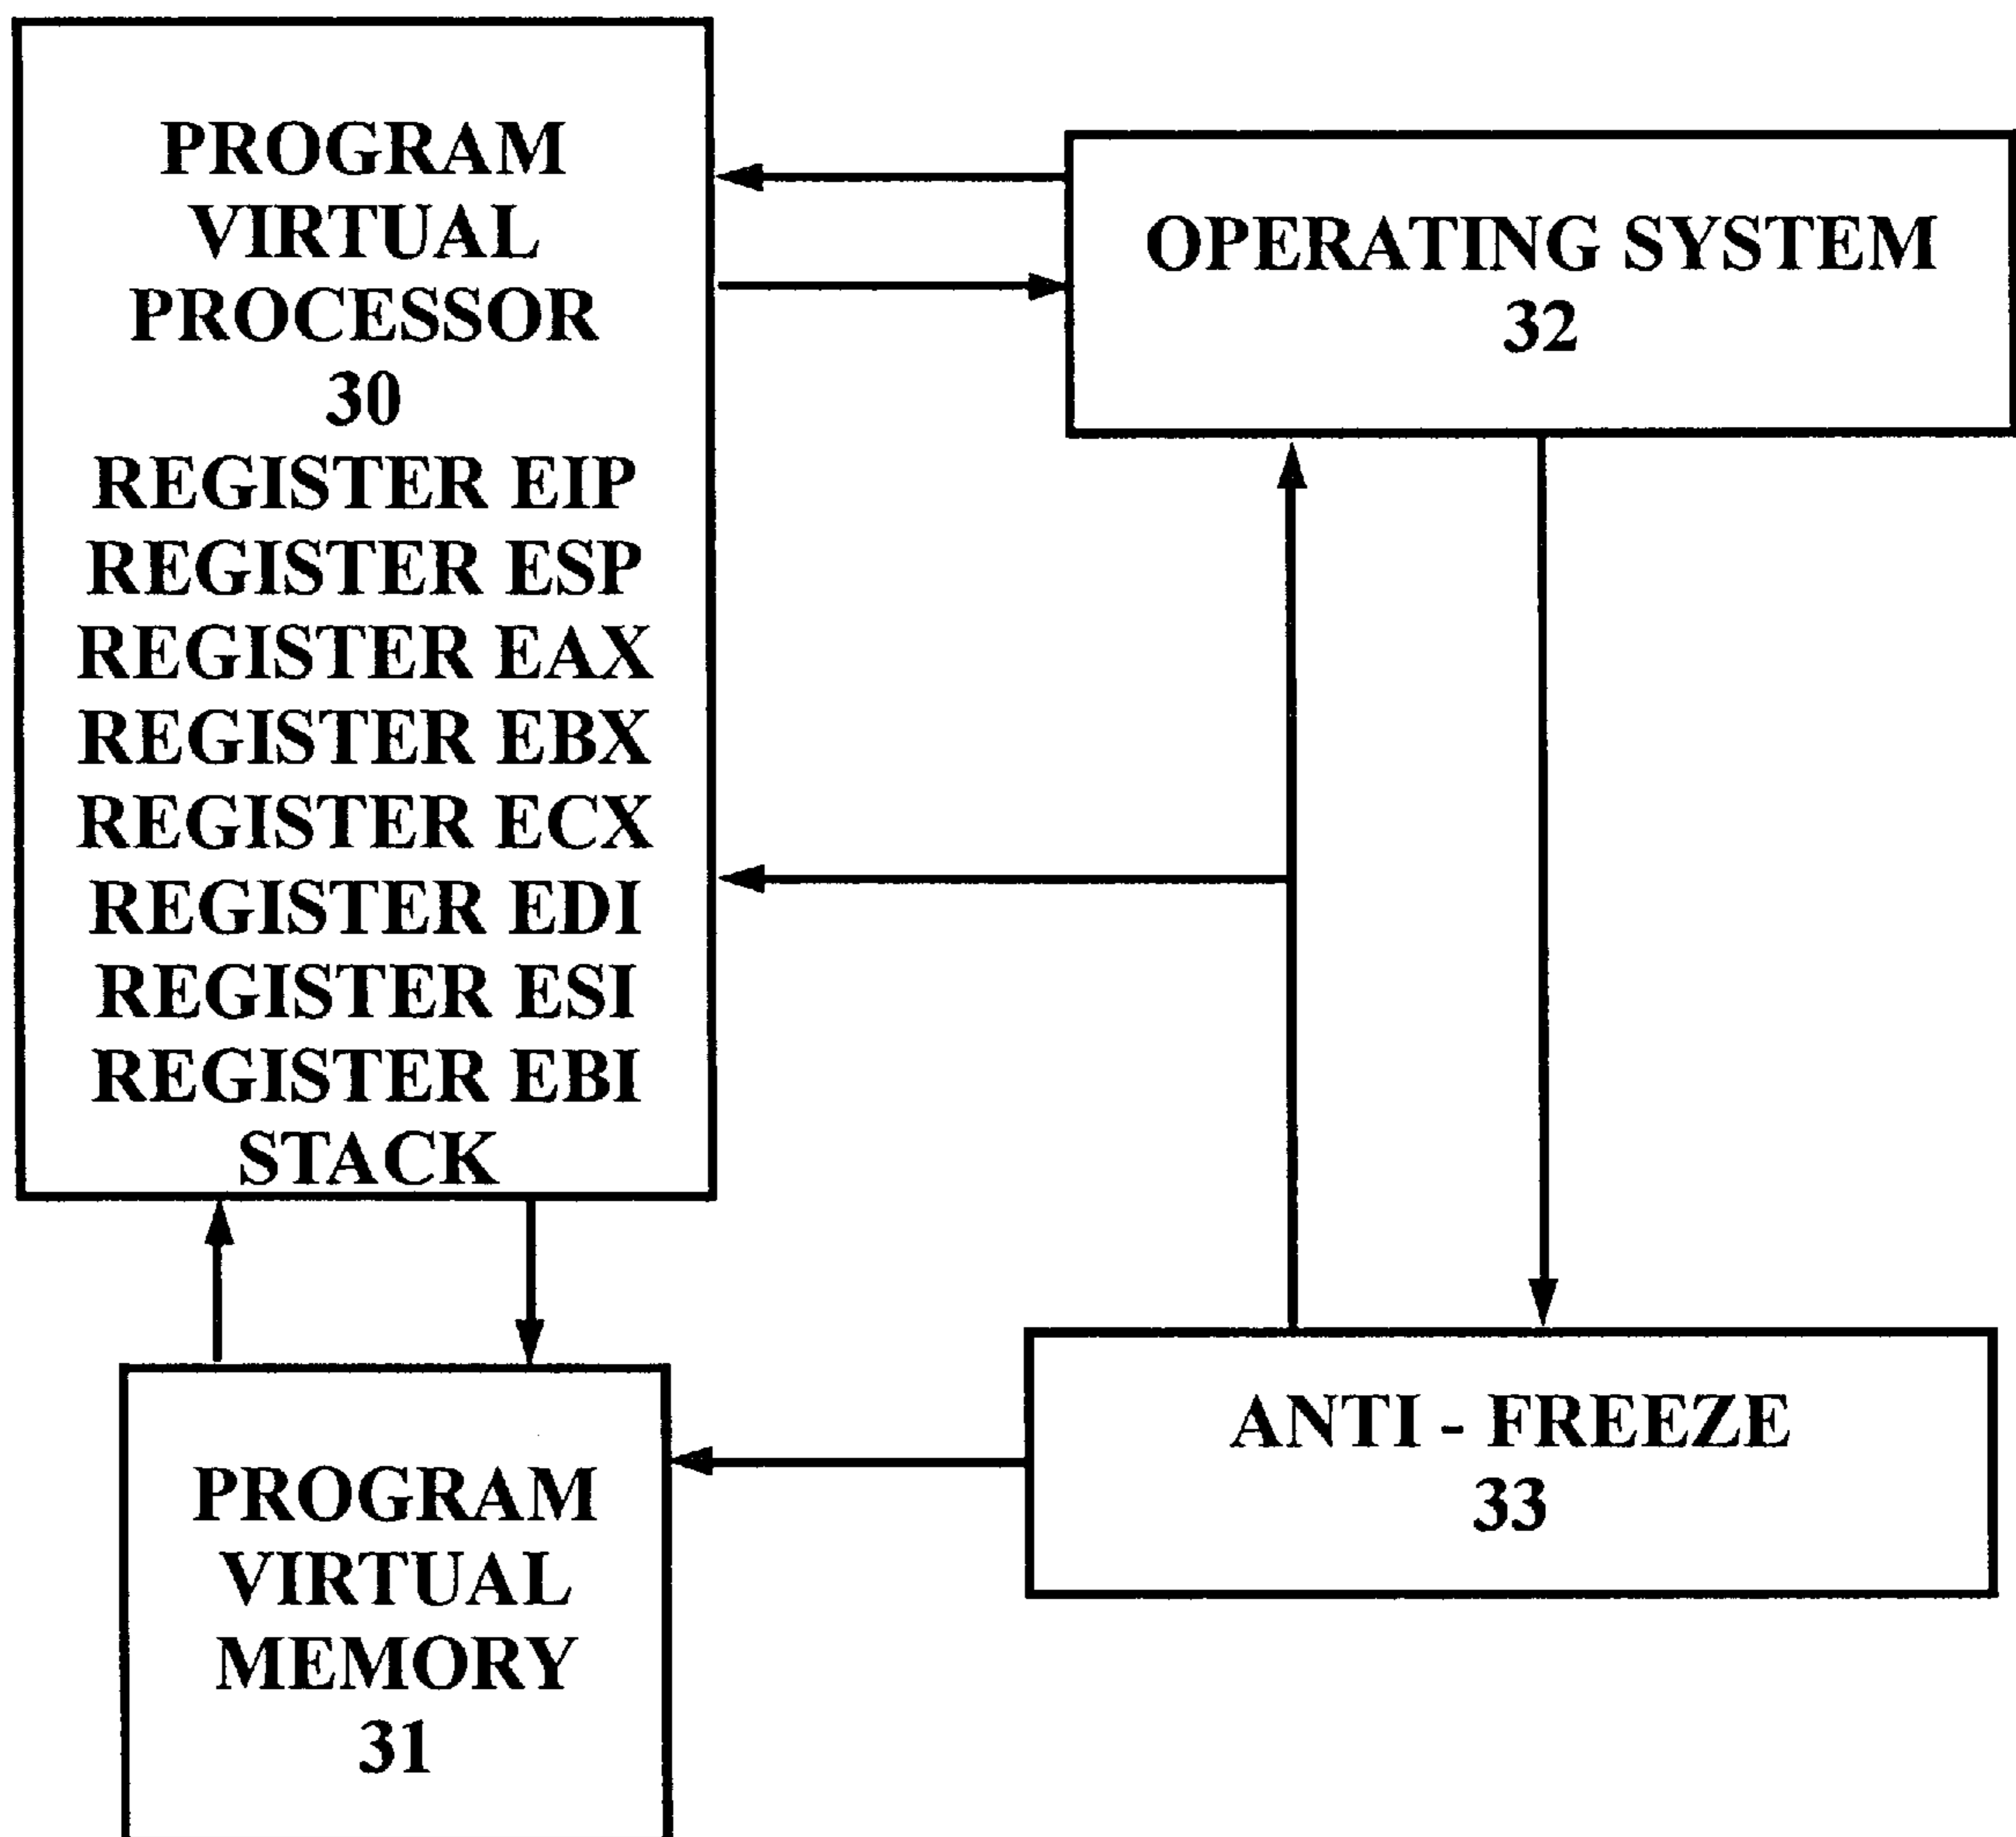 PROGRAM
VIRTUAL
PROCESSOR
30
REGISTER EIP
REGISTER ESP
REGISTER EAX
REGISTER EBX
REGISTER ECX
REGISTER EDI
REGISTER ESI
REGISTER EBI
STACK
OPERATING SYSTEM
32
PROGRAM
VIRTUAL
MEMORY
31
ANTI - FREEZE
33